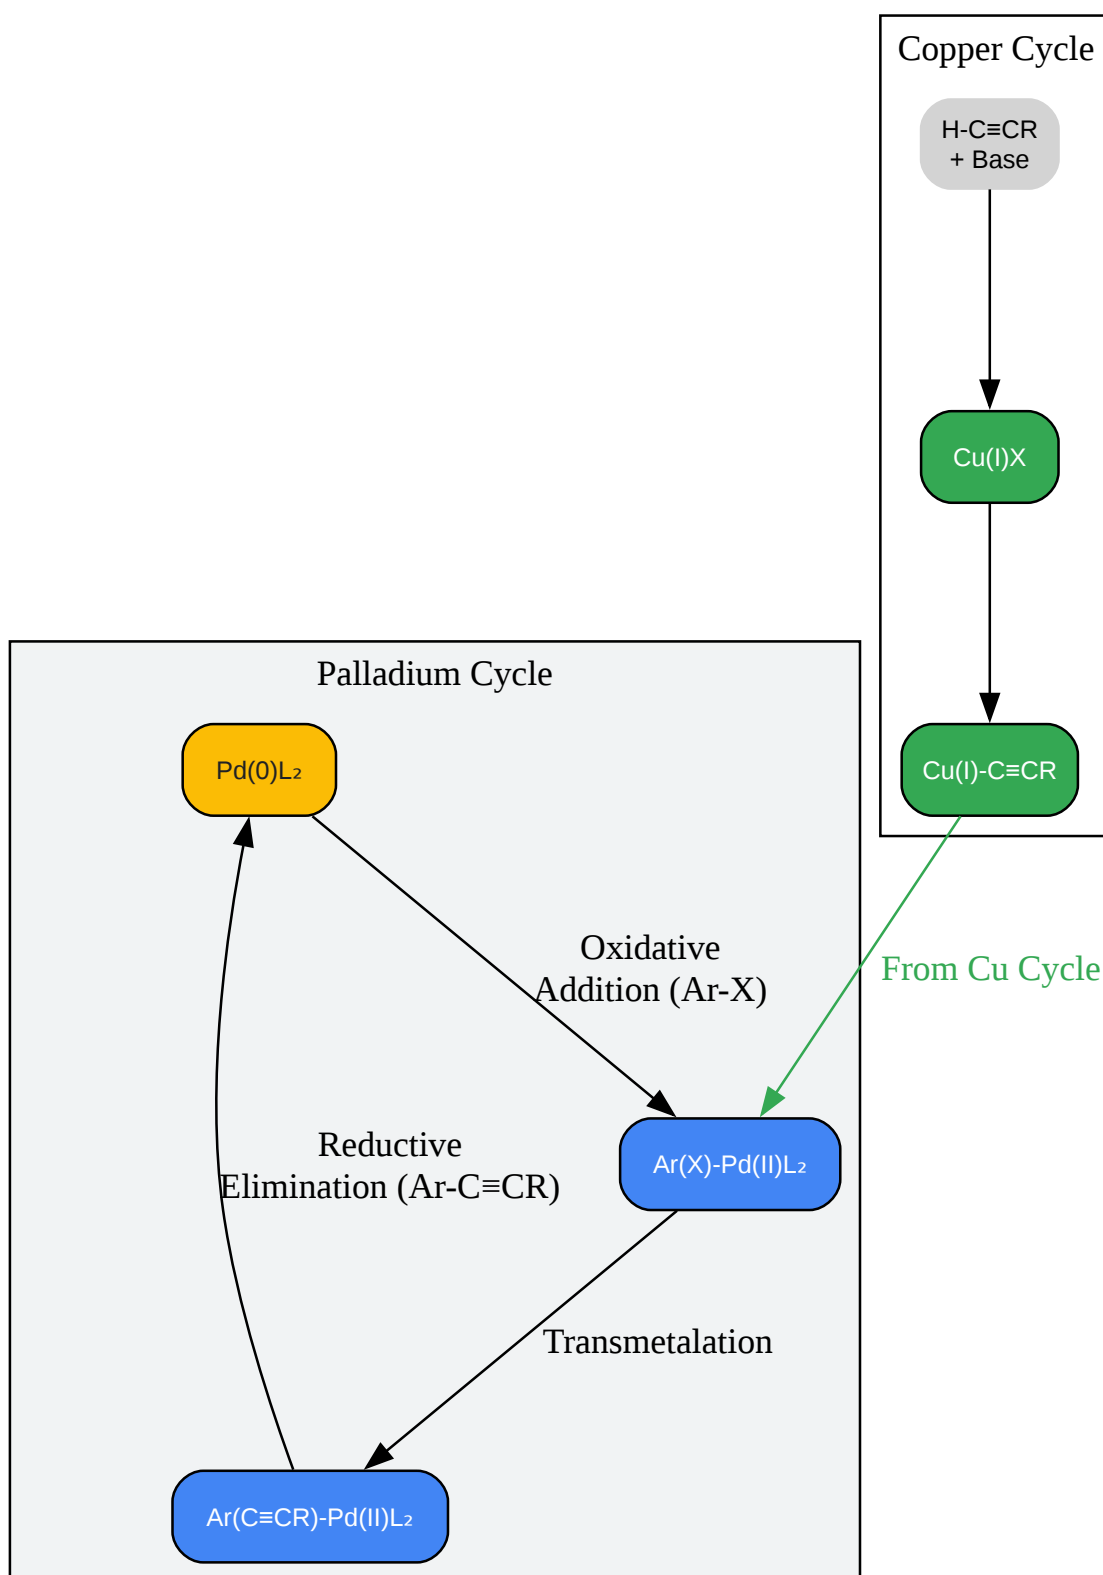 Copper Cycle
H-C≡CR
+ Base
Cu(I)X
Cu(I)-C≡CR
From Cu Cycle
Palladium Cycle
Pd(0)L₂
Oxidative
Addition (Ar-X)
Ar(X)-Pd(II)L₂
Reductive
Elimination (Ar-C≡CR)
Transmetalation
Ar(C≡CR)-Pd(II)L₂